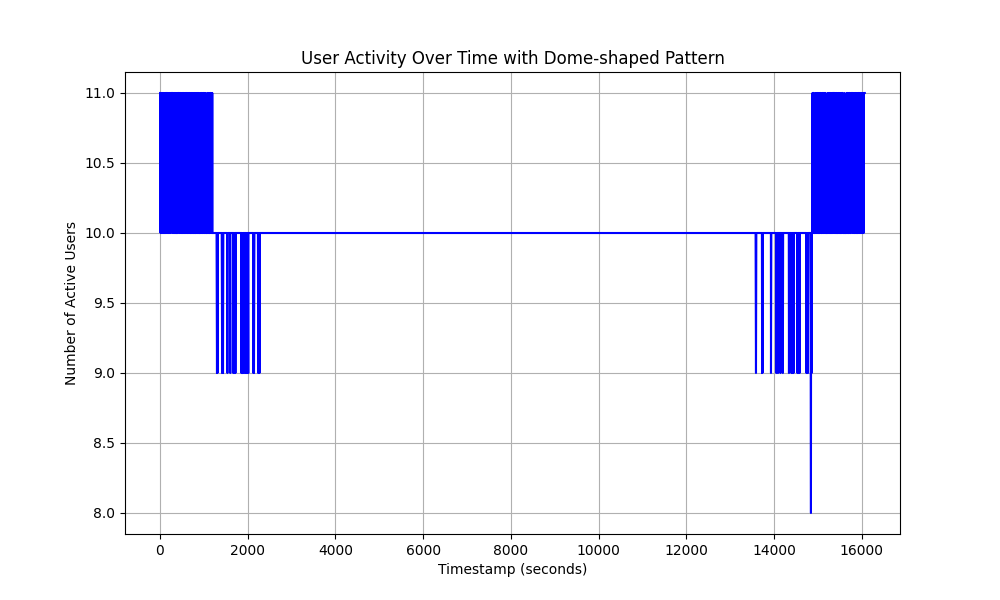 User Activity Over Time with Dome-shaped Pattern
Number of Active Users
11.0
10.5
10.0
9.5
9.0
8.5
8.0
0 2000 4000 6000 8000 10000 12000 14000 16000
Timestamp (seconds)